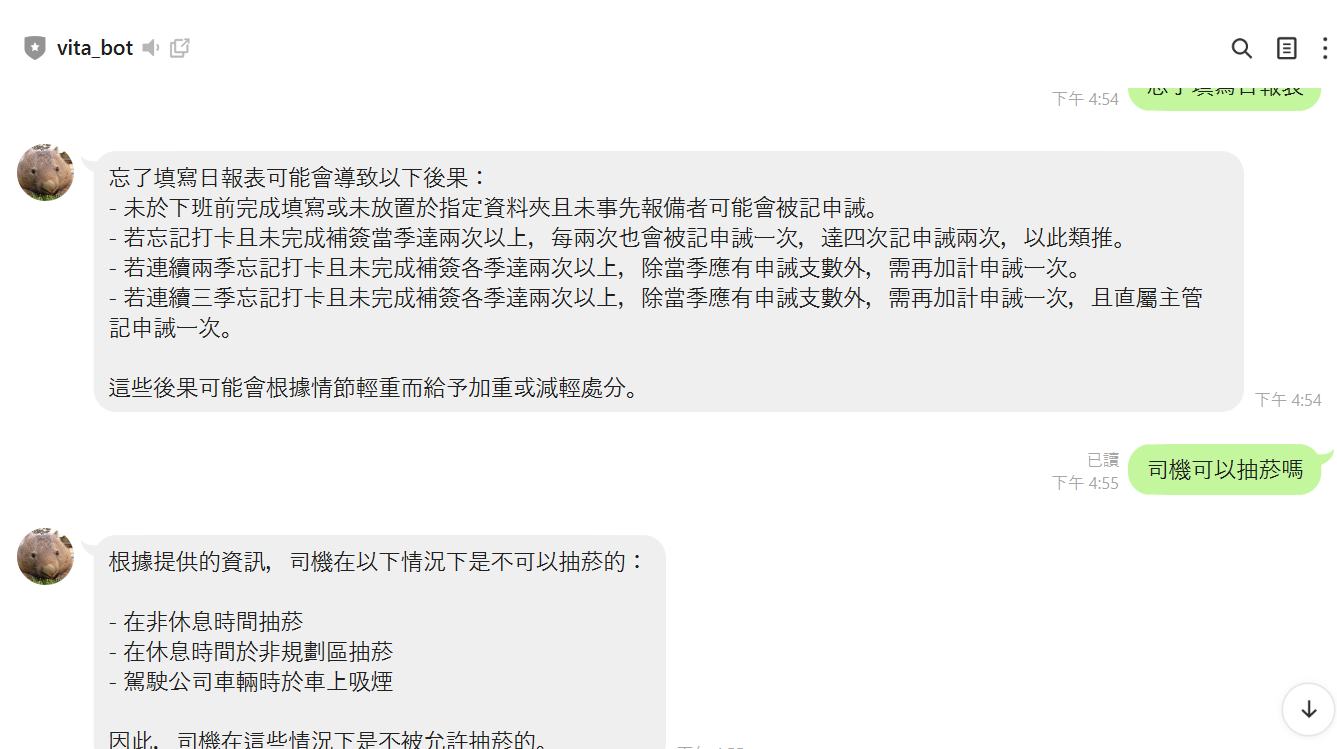 vita_bot
忘了填寫日報表
下午 4:54
忘了填寫日報表可能會導致以下後果：
- 未於下班前完成填寫或未放置於指定資料夾且未事先報備者可能會被記申誡。
- 若忘記打卡且未完成補簽當季達兩次以上，每兩次也會被記申誡一次，達四次記申誡兩次，以此類推。
- 若連續兩季忘記打卡且未完成補簽各季達兩次以上，除當季應有申誡支數外，需再加計申誡一次。
- 若連續三季忘記打卡且未完成補簽各季達兩次以上，除當季應有申誡支數外，需再加計申誡一次，且直屬主管
記申誡一次。
這些後果可能會根據情節輕重而給予加重或減輕處分。
下午 4:54
已讀
下午 4:55
司機可以抽菸嗎
根據提供的資訊，司機在以下情況下是不可以抽菸的：
- 在非休息時間抽菸
- 在休息時間於非規劃區抽菸
- 駕駛公司車輛時於車上吸煙
因此，司機在這些情況下是不被允許抽菸的。